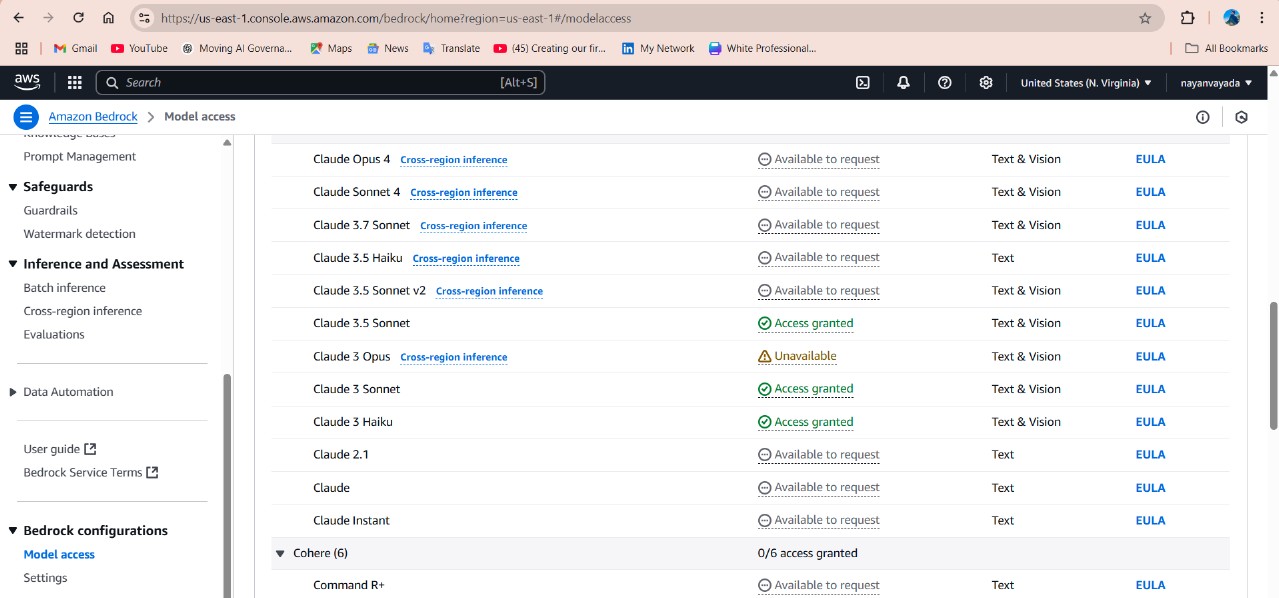 https://us-east-1.console.aws.amazon.com/bedrock/home?region=us-east-1#/modelaccess
Gmail YouTube Moving AI Governa... Maps News Translate (45) Creating our fir... My Network White Professional... All Bookmarks
aws Search [Alt+S] United States (N. Virginia) nayanvayada
Amazon Bedrock Model access
Knowledge Bases
Prompt Management
Safeguards
Guardrails
Watermark detection
Inference and Assessment
Batch inference
Cross-region inference
Evaluations
Data Automation
User guide
Bedrock Service Terms
Bedrock configurations
Model access
Settings
Claude Opus 4 Cross-region inference Available to request Text & Vision EULA
Claude Sonnet 4 Cross-region inference Available to request Text & Vision EULA
Claude 3.7 Sonnet Cross-region inference Available to request Text & Vision EULA
Claude 3.5 Haiku Cross-region inference Available to request Text EULA
Claude 3.5 Sonnet v2 Cross-region inference Available to request Text & Vision EULA
Claude 3.5 Sonnet Access granted Text & Vision EULA
Claude 3 Opus Cross-region inference Unavailable Text & Vision EULA
Claude 3 Sonnet Access granted Text & Vision EULA
Claude 3 Haiku Access granted Text & Vision EULA
Claude 2.1 Available to request Text EULA
Claude Available to request Text EULA
Claude Instant Available to request Text EULA
Cohere (6) 0/6 access granted
Command R+ Available to request Text EULA